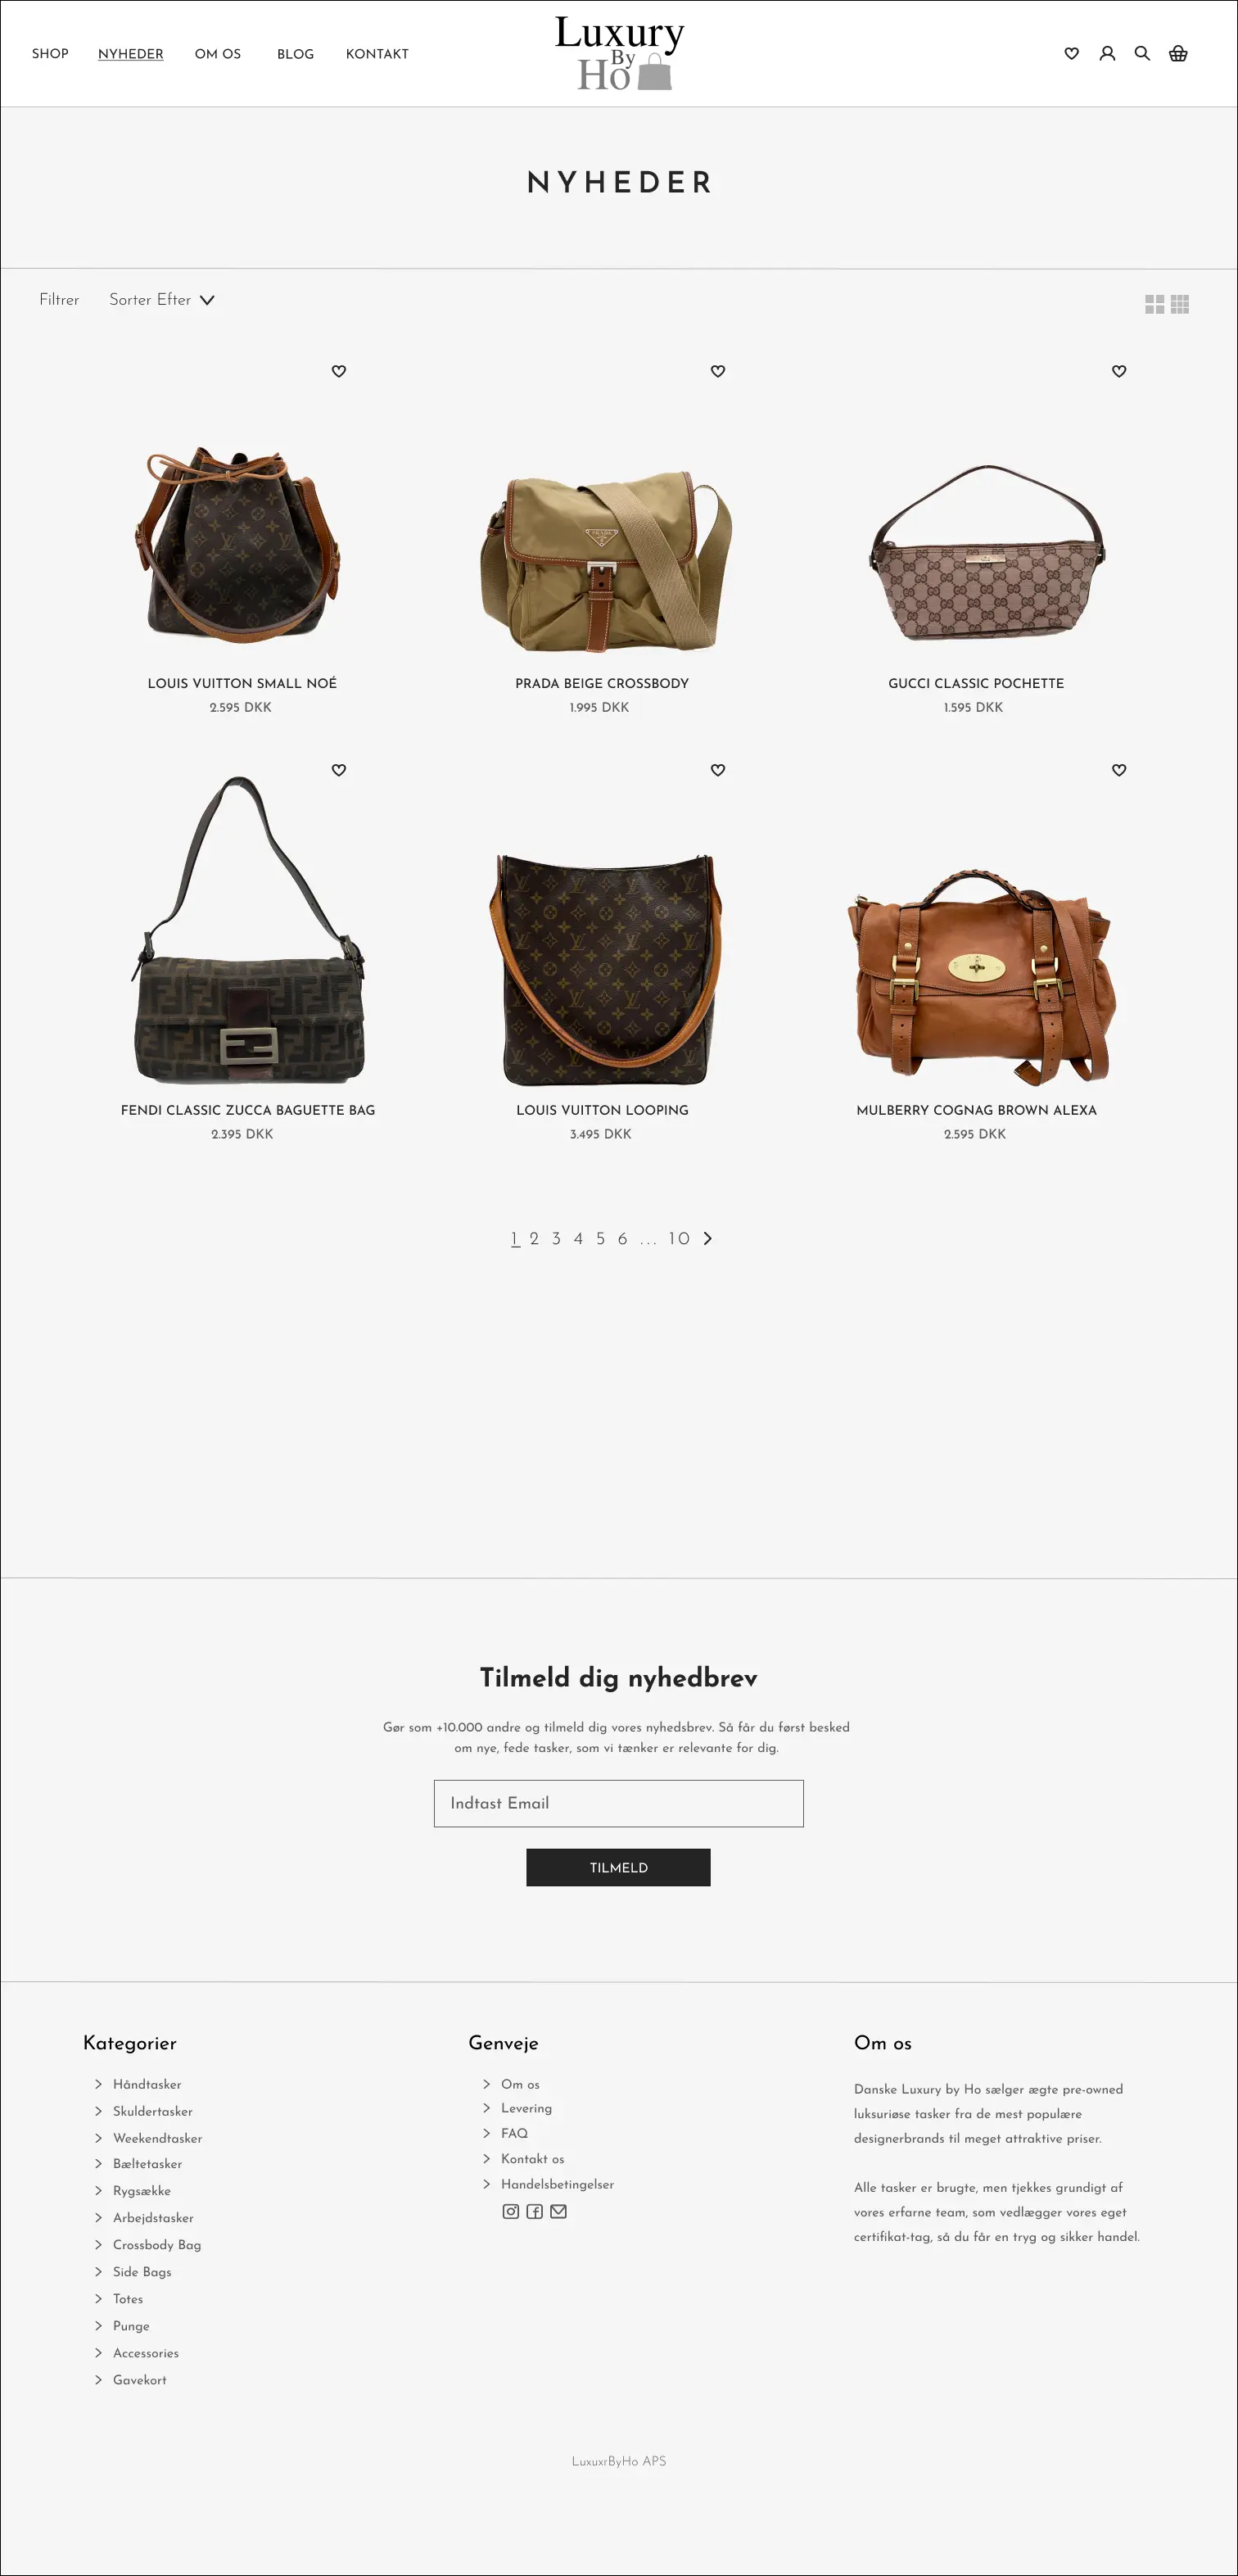 SHOP NYHEDER OM OS BLOG KONTAKT
Luxury
By
Ho
NYHEDER
Filtrer Sorter Efter
LOUIS VUITTON SMALL NOÉ
2.595 DKK
PRADA BEIGE CROSSBODY
1.995 DKK
GUCCI CLASSIC POCHETTE
1.595 DKK
FENDI CLASSIC ZUCCA BAGUETTE BAG
2.395 DKK
LOUIS VUITTON LOOPING
3.495 DKK
MULBERRY COGNAG BROWN ALEXA
2.595 DKK
1 2 3 4 5 6 ... 10
Tilmeld dig nyhedbrev
Gør som +10.000 andre og tilmeld dig vores nyhedsbrev. Så får du først besked
om nye, fede tasker, som vi tænker er relevante for dig.
Indtast Email
TILMELD
Kategorier
Håndtasker
Skuldertasker
Weekendtasker
Bæltetasker
Rygsække
Arbejdstasker
Crossbody Bag
Side Bags
Totes
Punge
Accessories
Gavekort
Genveje
Om os
Levering
FAQ
Kontakt os
Handelsbetingelser
Om os
Danske Luxury by Ho sælger ægte pre-owned
luksuriøse tasker fra de mest populære
designerbrands til meget attraktive priser.
Alle tasker er brugte, men tjekkes grundigt af
vores erfarne team, som vedlægger vores eget
certifikat-tag, så du får en tryg og sikker handel.
LuxuxrByHo APS